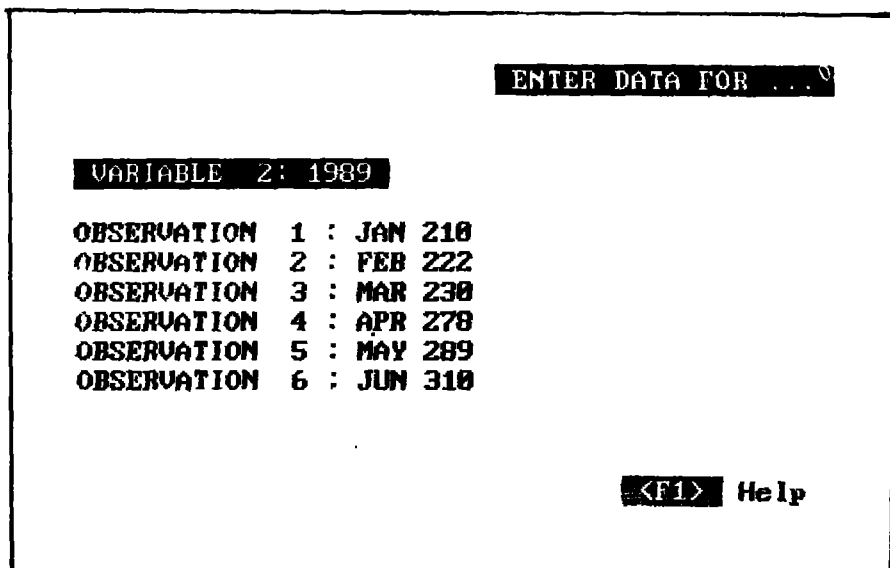 ENTER DATA FOR ...
VARIABLE 2: 1989
OBSERVATION 1 : JAN 210
OBSERVATION 2 : FEB 222
OBSERVATION 3 : MAR 230
OBSERVATION 4 : APR 278
OBSERVATION 5 : MAY 289
OBSERVATION 6 : JUN 310
<F1> Help